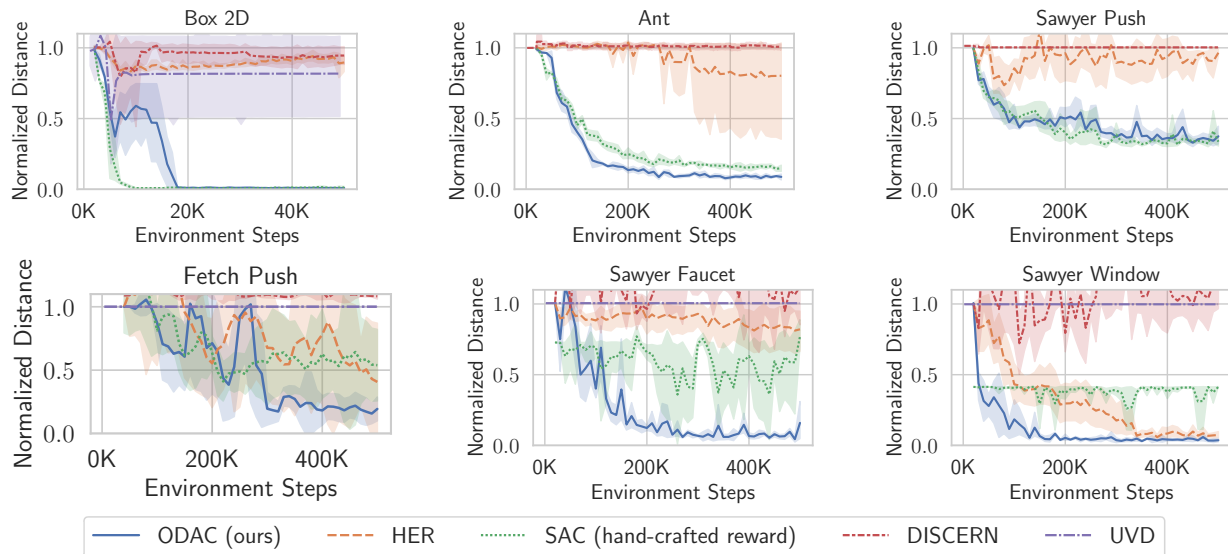 Box 2D
Normalized Distance
1.0
0.5
0.0
0K
20K
40K
Environment Steps
Ant
Normalized Distance
1.0
0.5
0.0
0K
200K
400K
Environment Steps
Sawyer Push
Normalized Distance
1.0
0.5
0.0
0K
200K
400K
Environment Steps
Fetch Push
Normalized Distance
1.0
0.5
0.0
0K
200K
400K
Environment Steps
Sawyer Faucet
Normalized Distance
1.0
0.5
0.0
0K
200K
400K
Environment Steps
Sawyer Window
Normalized Distance
1.0
0.5
0.0
0K
200K
400K
Environment Steps
ODAC (ours)
HER
SAC (hand-crafted reward)
DISCERN
UVD